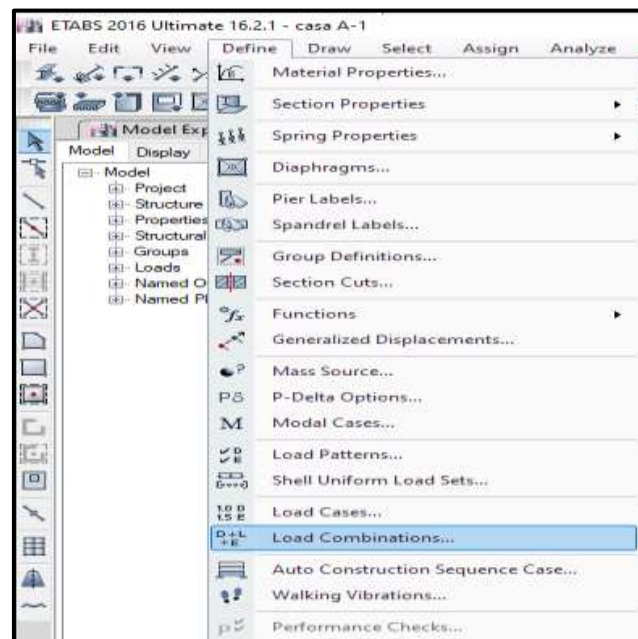 ETABS 2016 Ultimate 16.2.1 - casa A-1
File Edit View Define Draw Select Assign Analyze
Model Exp
Model Display
Model
Project
Structure
Properties
Structural
Groups
Loads
Named O
Named Pl
Material Properties...
Section Properties
Spring Properties
Diaphragms...
Pier Labels...
Spandrel Labels...
Group Definitions...
Section Cuts...
Functions
Generalized Displacements...
Mass Source...
Pδ P-Delta Options...
M Modal Cases...
Load Patterns...
Shell Uniform Load Sets...
Load Cases...
D+L +E Load Combinations...
Auto Construction Sequence Case...
Walking Vibrations...
Performance Checks...